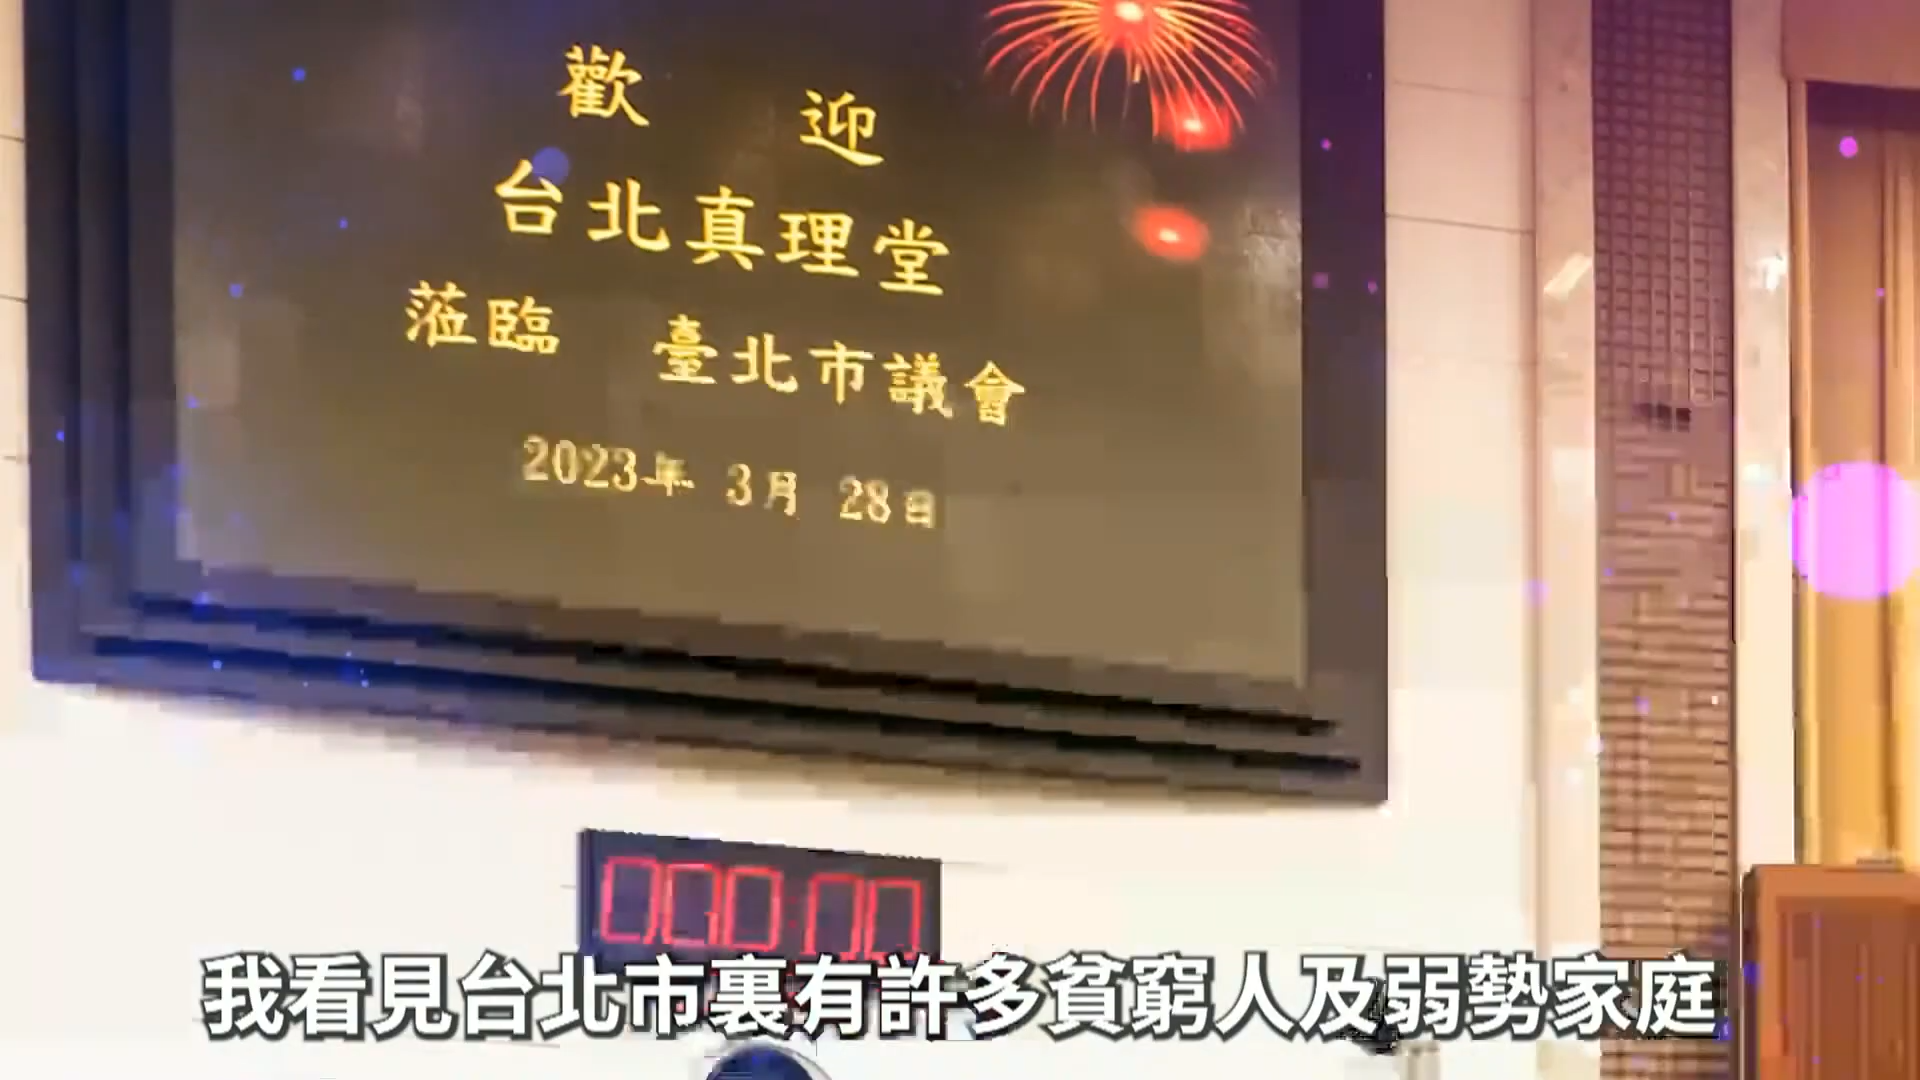 歡 迎
台北真理堂
蒞臨 臺北市議會
2023年 3月 28日
000:00
我看見台北市裏有許多貧窮人及弱勢家庭